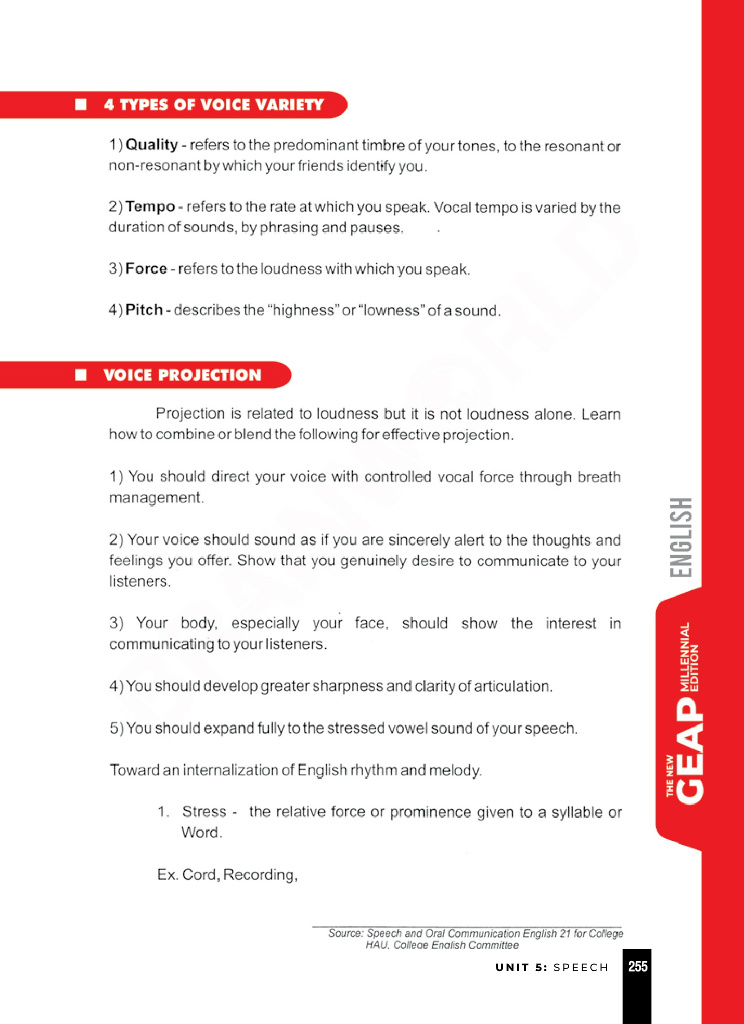 4 TYPES OF VOICE VARIETY
1) Quality - refers to the predominant timbre of your tones, to the resonant or
non-resonant by which your friends identify you.
2) Tempo - refers to the rate at which you speak. Vocal tempo is varied by the
duration of sounds, by phrasing and pauses.
3) Force - refers to the loudness with which you speak.
4) Pitch - describes the "highness" or "lowness" of a sound.
VOICE PROJECTION
Projection is related to loudness but it is not loudness alone. Learn
how to combine or blend the following for effective projection.
1) You should direct your voice with controlled vocal force through breath
management.
2) Your voice should sound as if you are sincerely alert to the thoughts and
feelings you offer. Show that you genuinely desire to communicate to your
listeners.
3) Your body, especially your face, should show the interest in
communicating to your listeners.
4) You should develop greater sharpness and clarity of articulation.
5) You should expand fully to the stressed vowel sound of your speech.
Toward an internalization of English rhythm and melody.
1. Stress - the relative force or prominence given to a syllable or
Word.
Ex. Cord, Recording,
Source: Speech and Oral Communication English 21 for College
HAU, College English Committee
UNIT 5: SPEECH 255
ENGLISH
THE NEW
GEAP
MILLENNIAL
EDITION